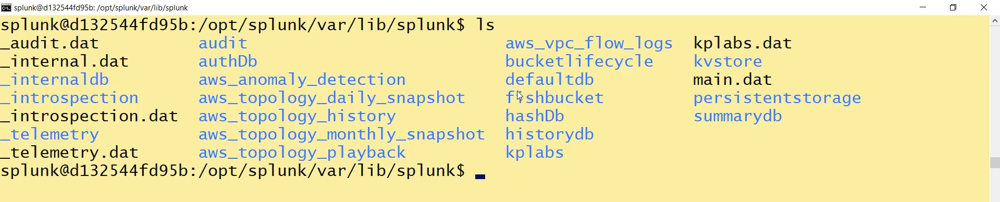 splunk@d132544fd95b: /opt/splunk/var/lib/splunk
splunk@d132544fd95b:/opt/splunk/var/lib/splunk$ ls
_audit.dat audit aws_vpc_flow_logs kplabs.dat
_internal.dat authDb bucketlifecycle kvstore
_internaldb aws_anomaly_detection defaultdb main.dat
_introspection aws_topology_daily_snapshot fishbucket persistentstorage
_introspection.dat aws_topology_history hashDb summarydb
_telemetry aws_topology_monthly_snapshot historydb
_telemetry.dat aws_topology_playback kplabs
splunk@d132544fd95b:/opt/splunk/var/lib/splunk$